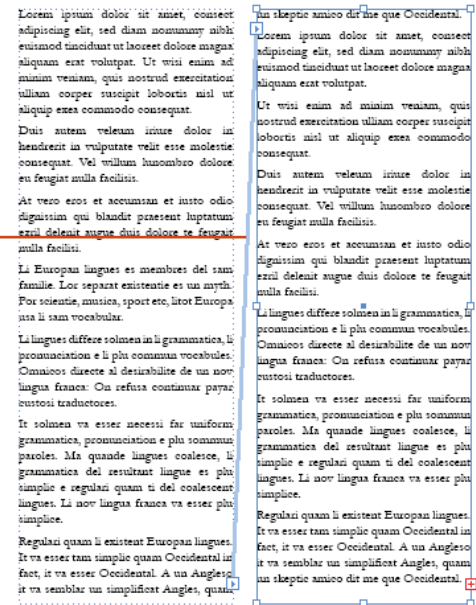 Lorem ipsum dolor sit amet, consect
adipiscing elit, sed diam nonummy nibh
euismod tincidunt ut laoreet dolore magna
aliquam erat volutpat. Ut wisi enim ad
minim veniam, quis nostrud exercitation
ulliam corper suscipit lobortis nisl ut
aliquip exea commodo consequat.
Duis autem veleum iriure dolor in
hendrerit in vulputate velit esse molestie
consequat. Vel willum lunombro dolore
eu feugiat nulla facilisis.
At vero eros et accumsan et iusto odio
dignissim qui blandit praesent luptatum
ezril delenit augue duis dolore te feugait
nulla facilisi.
Li Europan lingues es membres del sam
familie. Lor separat existentie es un myth.
Por scientie, musica, sport etc, litot Europa
usa li sam vocabular.
Li lingues differe solmen in li grammatica, li
pronunciation e li plu commun vocabules.
Omnicos directe al desirabilite de un nov
lingua franca: On refusa continuar payar
custosi traductores.
It solmen va esser necessi far uniform
grammatica, pronunciation e plu sommun
paroles. Ma quande lingues coalesce, li
grammatica del resultant lingue es plu
simplic e regulari quam ti del coalescent
lingues. Li nov lingua franca va esser plu
simplice.
Regulari quam li existent Europan lingues.
It va esser tam simplic quam Occidental in
fact, it va esser Occidental. A un Angleso
it va semblar un simplificat Angles, quam
un skeptic amico dit me que Occidental.
Lorem ipsum dolor sit amet, consect
adipiscing elit, sed diam nonummy nibh
euismod tincidunt ut laoreet dolore magna
aliquam erat volutpat.
Ut wisi enim ad minim veniam, quis
nostrud exercitation ulliam corper suscipit
lobortis nisl ut aliquip exea commodo
consequat.
Duis autem veleum iriure dolor in
hendrerit in vulputate velit esse molestie
consequat. Vel willum lunombro dolore
eu feugiat nulla facilisis.
At vero eros et accumsan et iusto odio
dignissim qui blandit praesent luptatum
ezril delenit augue duis dolore te feugait
nulla facilisi.
Li lingues differe solmen in li grammatica, li
pronunciation e li plu commun vocabules.
Omnicos directe al desirabilite de un nov
lingua franca: On refusa continuar payar
custosi traductores.
It solmen va esser necessi far uniform
grammatica, pronunciation e plu sommun
paroles. Ma quande lingues coalesce, li
grammatica del resultant lingue es plu
simplic e regulari quam ti del coalescent
lingues. Li nov lingua franca va esser plu
simplice.
Regulari quam li existent Europan lingues.
It va esser tam simplic quam Occidental in
fact, it va esser Occidental. A un Angleso
it va semblar un simplificat Angles, quam
un skeptic amico dit me que Occidental.